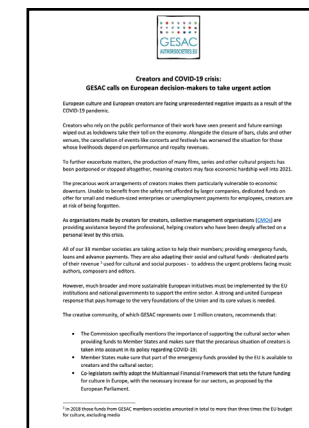 GESAC
AUTHORSOCIETIES.EU
Creators and COVID-19 crisis:
GESAC calls on European decision-makers to take urgent action
European culture and European creators are facing unprecedented negative impacts as a result of the
COVID-19 pandemic.
Creators who rely on the public performance of their work have seen present and future earnings
wiped out as lockdowns take their toll on the economy. Alongside the closure of bars, clubs and other
venues, the cancellation of events like concerts and festivals has worsened the situation for those
whose livelihoods depend on performance and royalty revenues.
To further exacerbate matters, the production of many films, series and other cultural projects has
been postponed or stopped altogether, meaning creators may face economic hardship well into 2021.
The precarious work arrangements of creators makes them particularly vulnerable to economic
downturn. Unable to benefit from the safety net afforded by larger companies, dedicated funds on
offer for small and medium-sized enterprises or unemployment payments for employees, creators are
at risk of being forgotten.
As organisations made by creators for creators, collective management organisations (CMOs) are
providing assistance beyond the professional, helping creators who have been deeply affected on a
personal level by this crisis.
All of our 33 member societies are taking action to help their members; providing emergency funds,
loans and advance payments. They are also adapting their social and cultural funds - dedicated parts
of their revenue ¹ used for cultural and social purposes - to address the urgent problems facing music
authors, composers and editors.
However, much broader and more sustainable European initiatives must be implemented by the EU
institutions and national governments to support the entire sector. A strong and united European
response that pays homage to the very foundations of the Union and its core values is needed.
The creative community, of which GESAC represents over 1 million creators, recommends that:
• The Commission specifically mentions the importance of supporting the cultural sector when
providing funds to Member States and makes sure that the precarious situation of creators is
taken into account in its policy regarding COVID-19;
• Member States make sure that part of the emergency funds provided by the EU is available to
creators and the cultural sector;
• Co-legislators swiftly adopt the Multiannual Financial Framework that sets the future funding
for culture in Europe, with the necessary increase for our sectors, as proposed by the
European Parliament.
¹ In 2018 those funds from GESAC members societies amounted in total to more than three times the EU budget
for culture, excluding media